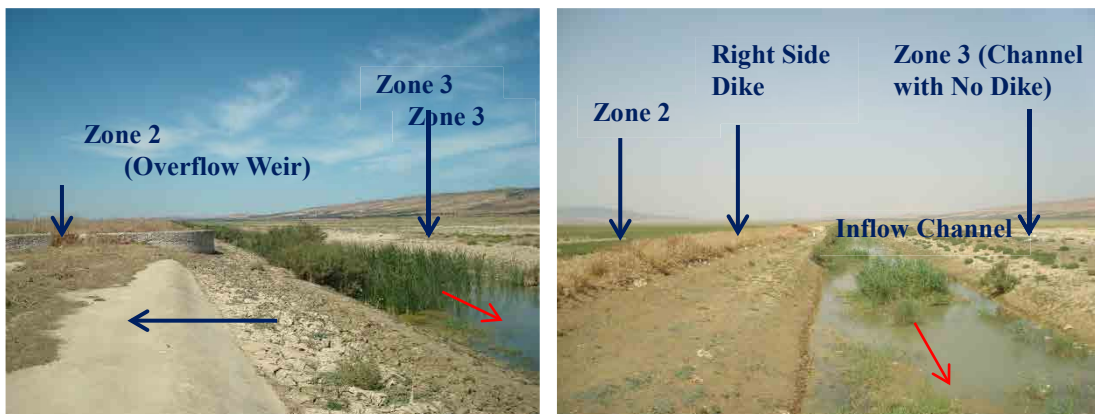 Zone 3
Zone 3
Zone 2
(Overflow Weir)
Right Side
Dike
Zone 3 (Channel
with No Dike)
Zone 2
Inflow Channel